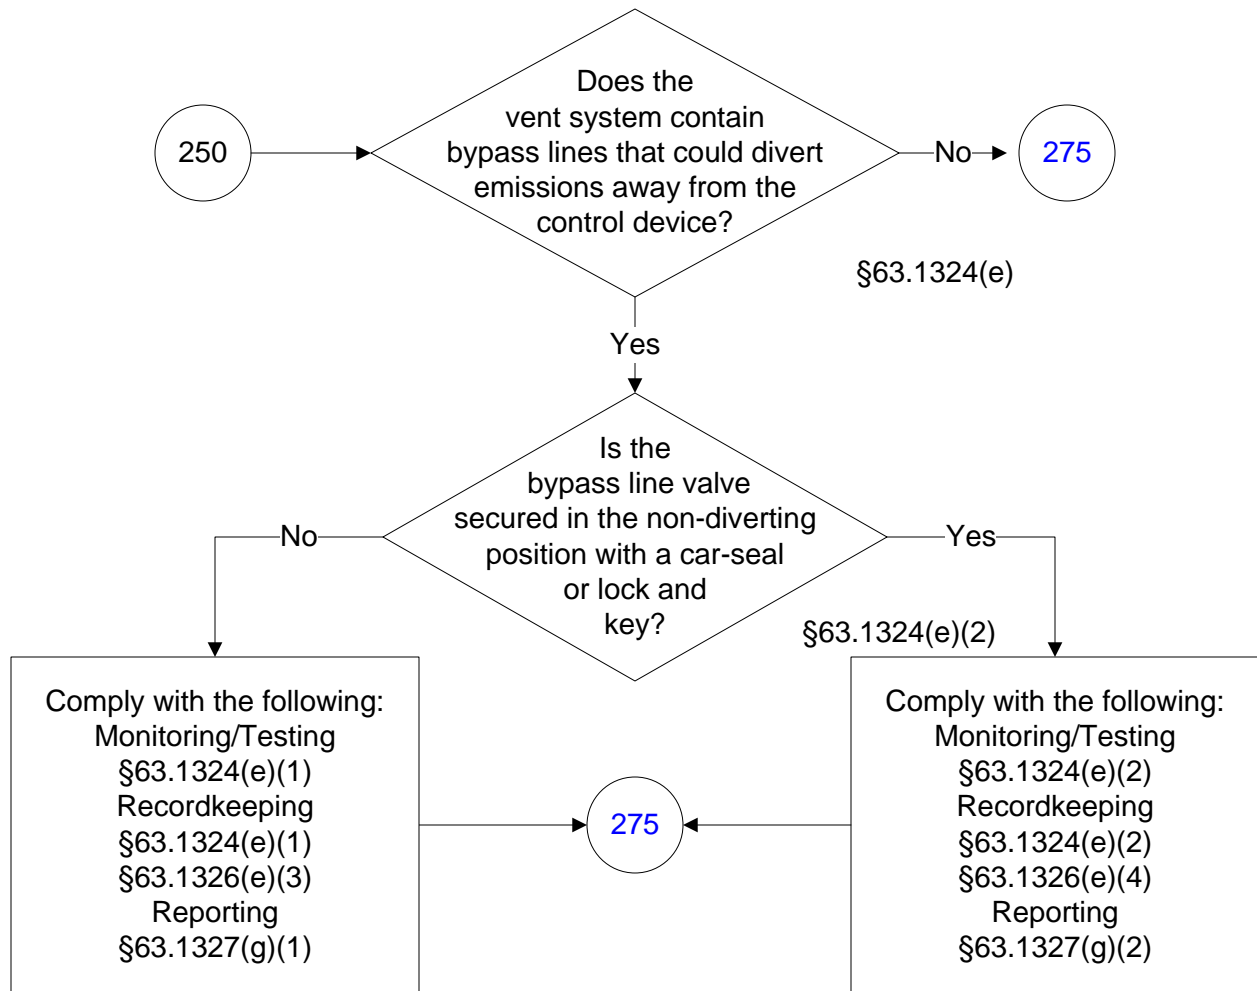 Does the
vent system contain
bypass lines that could divert
emissions away from the
control device?
250
No
275
§63.1324(e)
Yes
Is the
bypass line valve
secured in the non-diverting
position with a car-seal
or lock and
key?
No
Yes
§63.1324(e)(2)
Comply with the following:
Monitoring/Testing
§63.1324(e)(1)
Recordkeeping
§63.1324(e)(1)
§63.1326(e)(3)
Reporting
§63.1327(g)(1)
275
Comply with the following:
Monitoring/Testing
§63.1324(e)(2)
Recordkeeping
§63.1324(e)(2)
§63.1326(e)(4)
Reporting
§63.1327(g)(2)